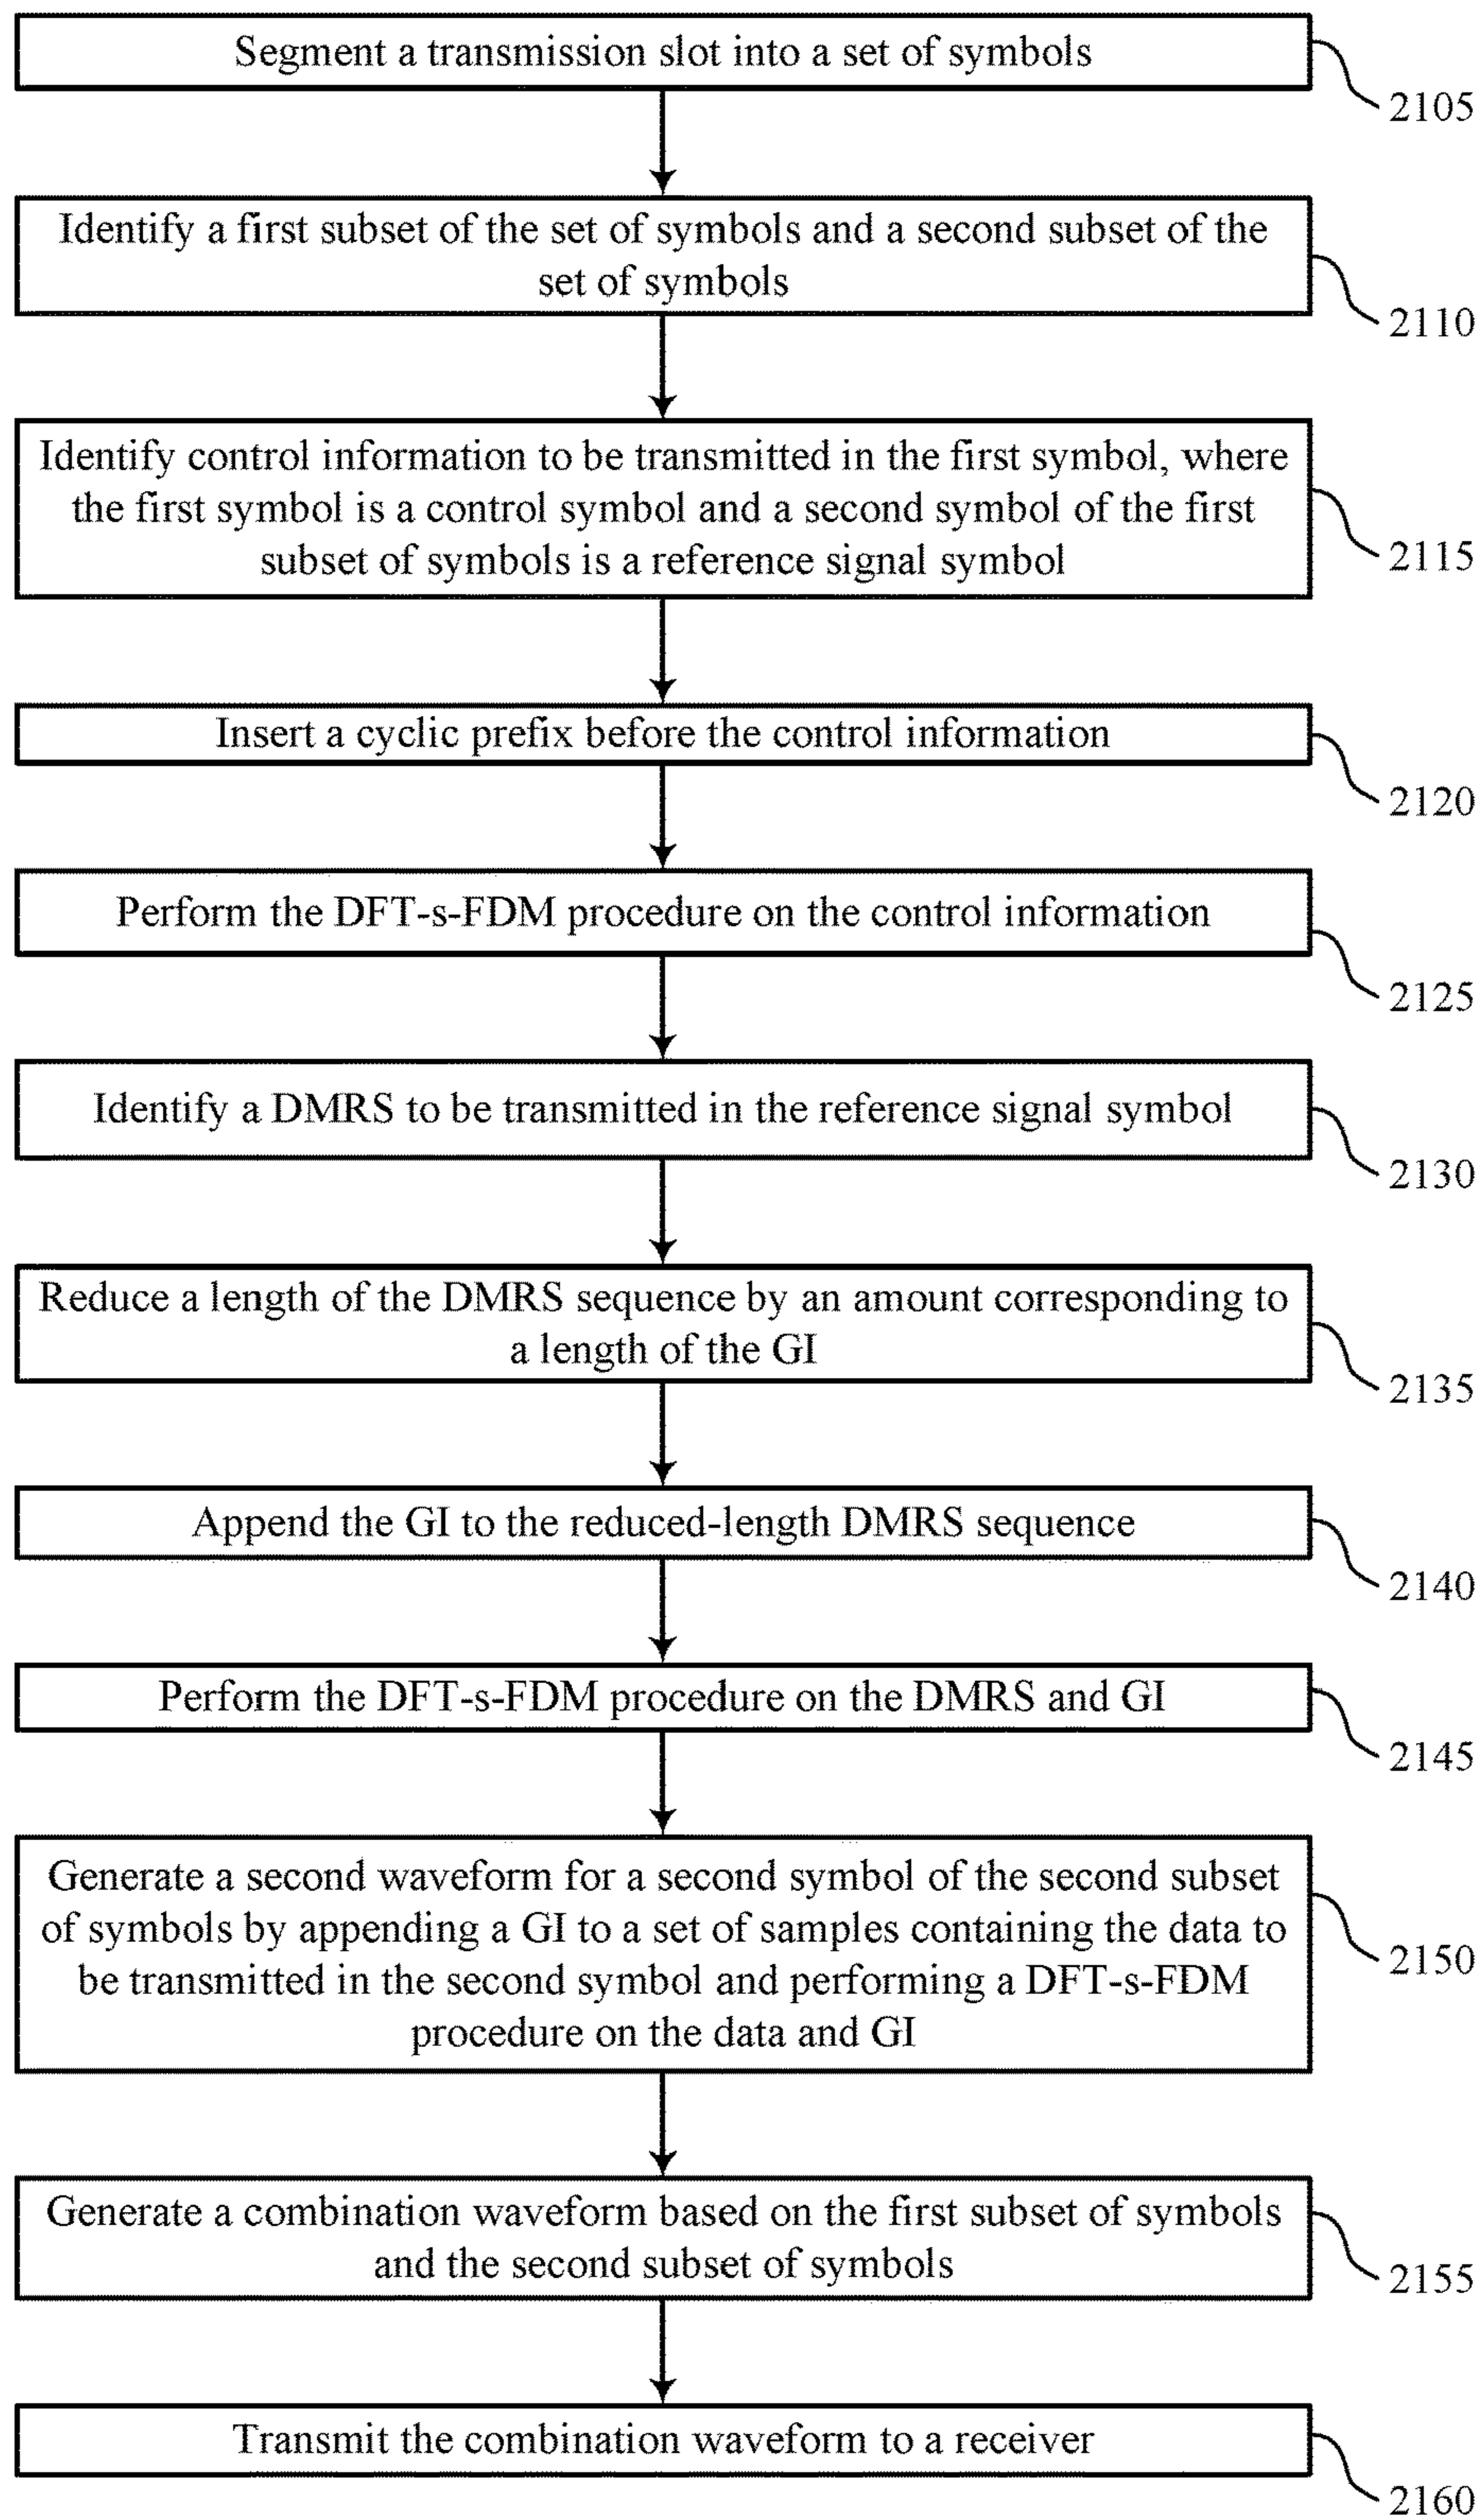 Segment a transmission slot into a set of symbols
2105
Identify a first subset of the set of symbols and a second subset of the
set of symbols
2110
Identify control information to be transmitted in the first symbol, where
the first symbol is a control symbol and a second symbol of the first
subset of symbols is a reference signal symbol
2115
Insert a cyclic prefix before the control information
2120
Perform the DFT-s-FDM procedure on the control information
2125
Identify a DMRS to be transmitted in the reference signal symbol
2130
Reduce a length of the DMRS sequence by an amount corresponding to
a length of the GI
2135
Append the GI to the reduced-length DMRS sequence
2140
Perform the DFT-s-FDM procedure on the DMRS and GI
2145
Generate a second waveform for a second symbol of the second subset
of symbols by appending a GI to a set of samples containing the data to
be transmitted in the second symbol and performing a DFT-s-FDM
procedure on the data and GI
2150
Generate a combination waveform based on the first subset of symbols
and the second subset of symbols
2155
Transmit the combination waveform to a receiver
2160